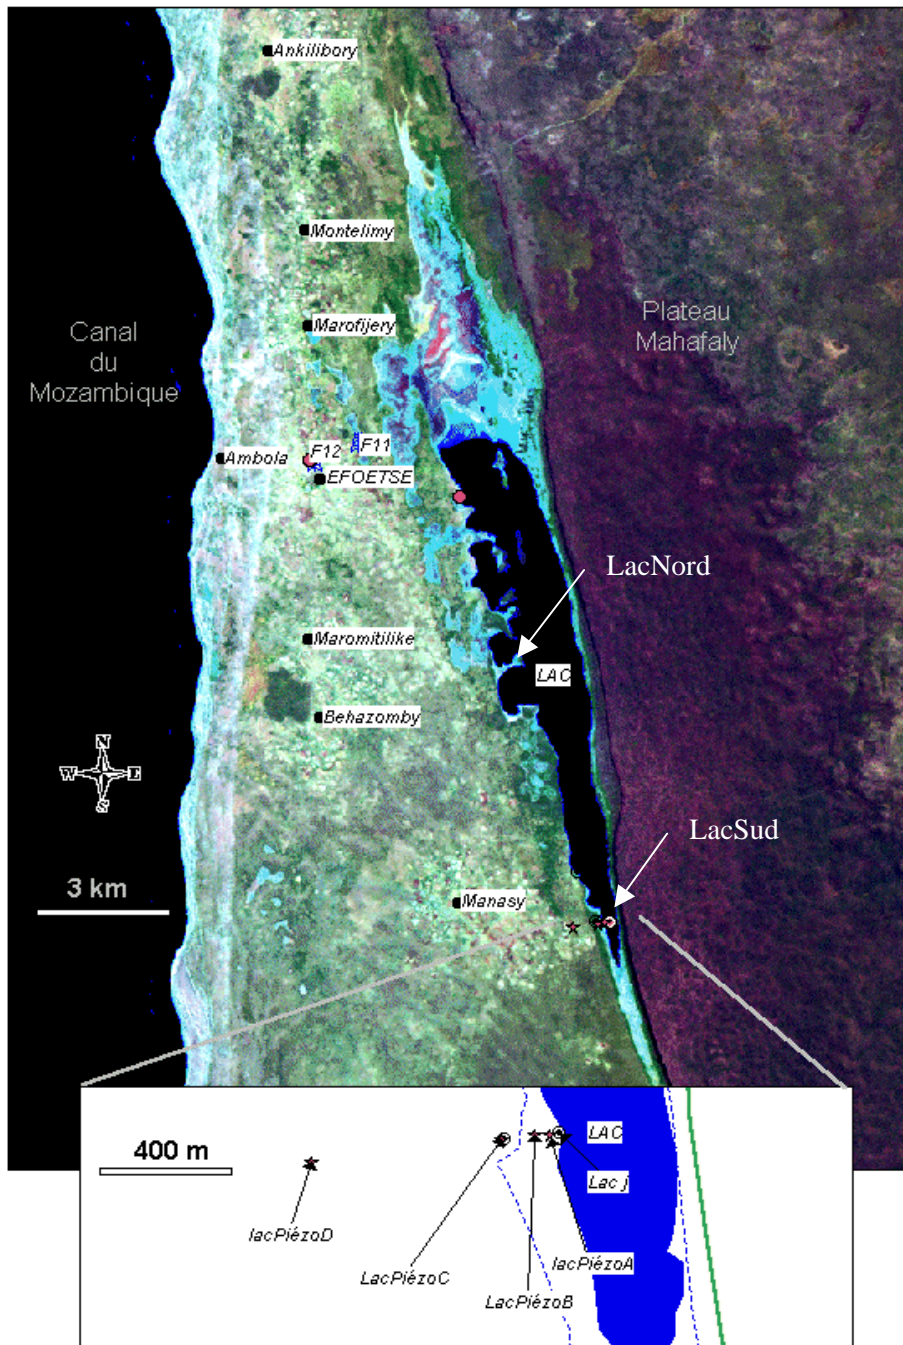 Ankilibory
Montelimy
Marofijery
Canal
du
Mozambique
Plateau
Mahafaly
F12
F11
Ambola
EFOETSE
LacNord
Maromitilike
LAC
Behazomby
N
W E
S
LacSud
3 km
Manasy
400 m
LAC
Lac j
lacPiézoD
lacPiézoA
LacPiézoC
LacPiézoB